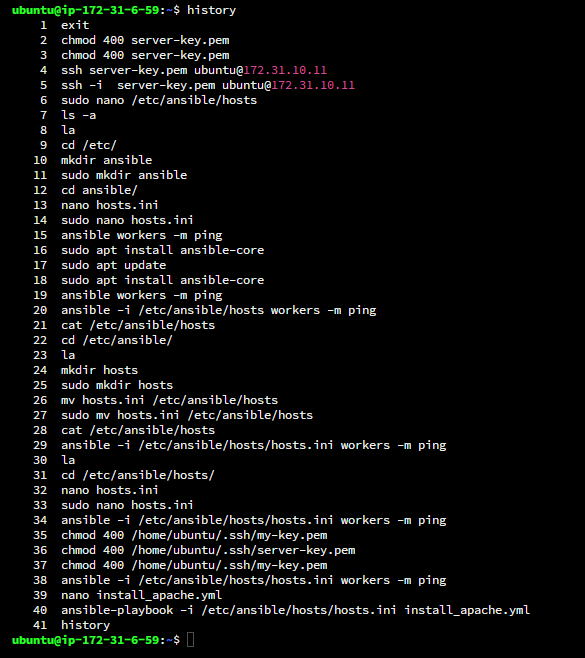 ubuntu@ip-172-31-6-59:~$ history
1 exit
2 chmod 400 server-key.pem
3 chmod 400 server-key.pem
4 ssh server-key.pem ubuntu@172.31.10.11
5 ssh -i  server-key.pem ubuntu@172.31.10.11
6 sudo nano /etc/ansible/hosts
7 ls -a
8 la
9 cd /etc/
10 mkdir ansible
11 sudo mkdir ansible
12 cd ansible/
13 nano hosts.ini
14 sudo nano hosts.ini
15 ansible workers -m ping
16 sudo apt install ansible-core
17 sudo apt update
18 sudo apt install ansible-core
19 ansible workers -m ping
20 ansible -i /etc/ansible/hosts workers -m ping
21 cat /etc/ansible/hosts
22 cd /etc/ansible/
23 la
24 mkdir hosts
25 sudo mkdir hosts
26 mv hosts.ini /etc/ansible/hosts
27 sudo mv hosts.ini /etc/ansible/hosts
28 cat /etc/ansible/hosts
29 ansible -i /etc/ansible/hosts/hosts.ini workers -m ping
30 la
31 cd /etc/ansible/hosts/
32 nano hosts.ini
33 sudo nano hosts.ini
34 ansible -i /etc/ansible/hosts/hosts.ini workers -m ping
35 chmod 400 /home/ubuntu/.ssh/my-key.pem
36 chmod 400 /home/ubuntu/.ssh/server-key.pem
37 chmod 400 /home/ubuntu/.ssh/my-key.pem
38 ansible -i /etc/ansible/hosts/hosts.ini workers -m ping
39 nano install_apache.yml
40 ansible-playbook -i /etc/ansible/hosts/hosts.ini install_apache.yml
41 history
ubuntu@ip-172-31-6-59:~$